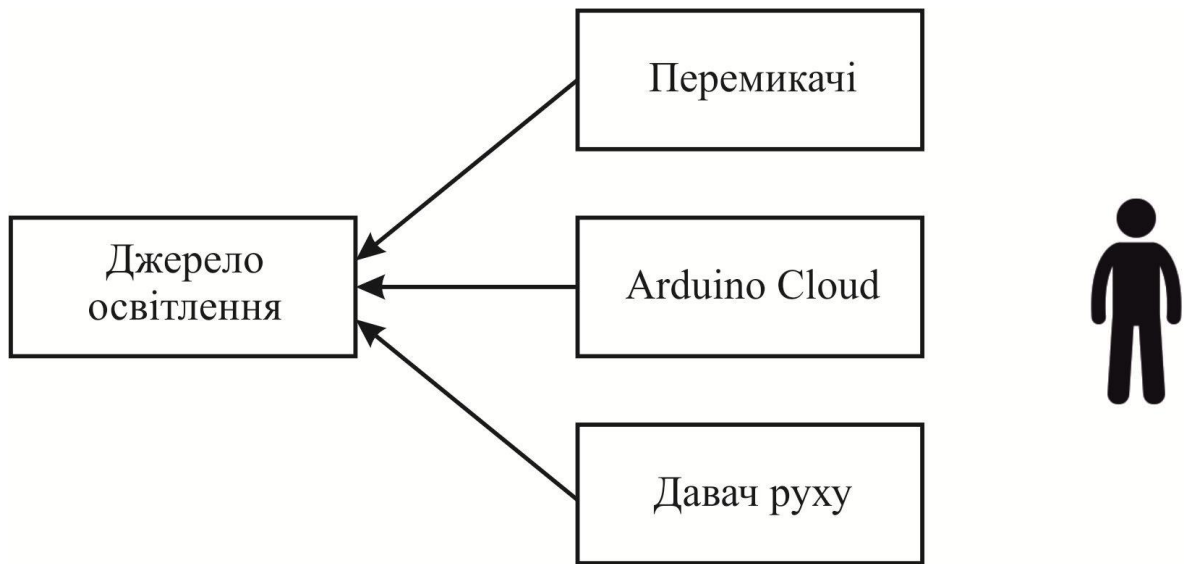 Перемикачі
Джерело
освітлення
Arduino Cloud
Давач руху